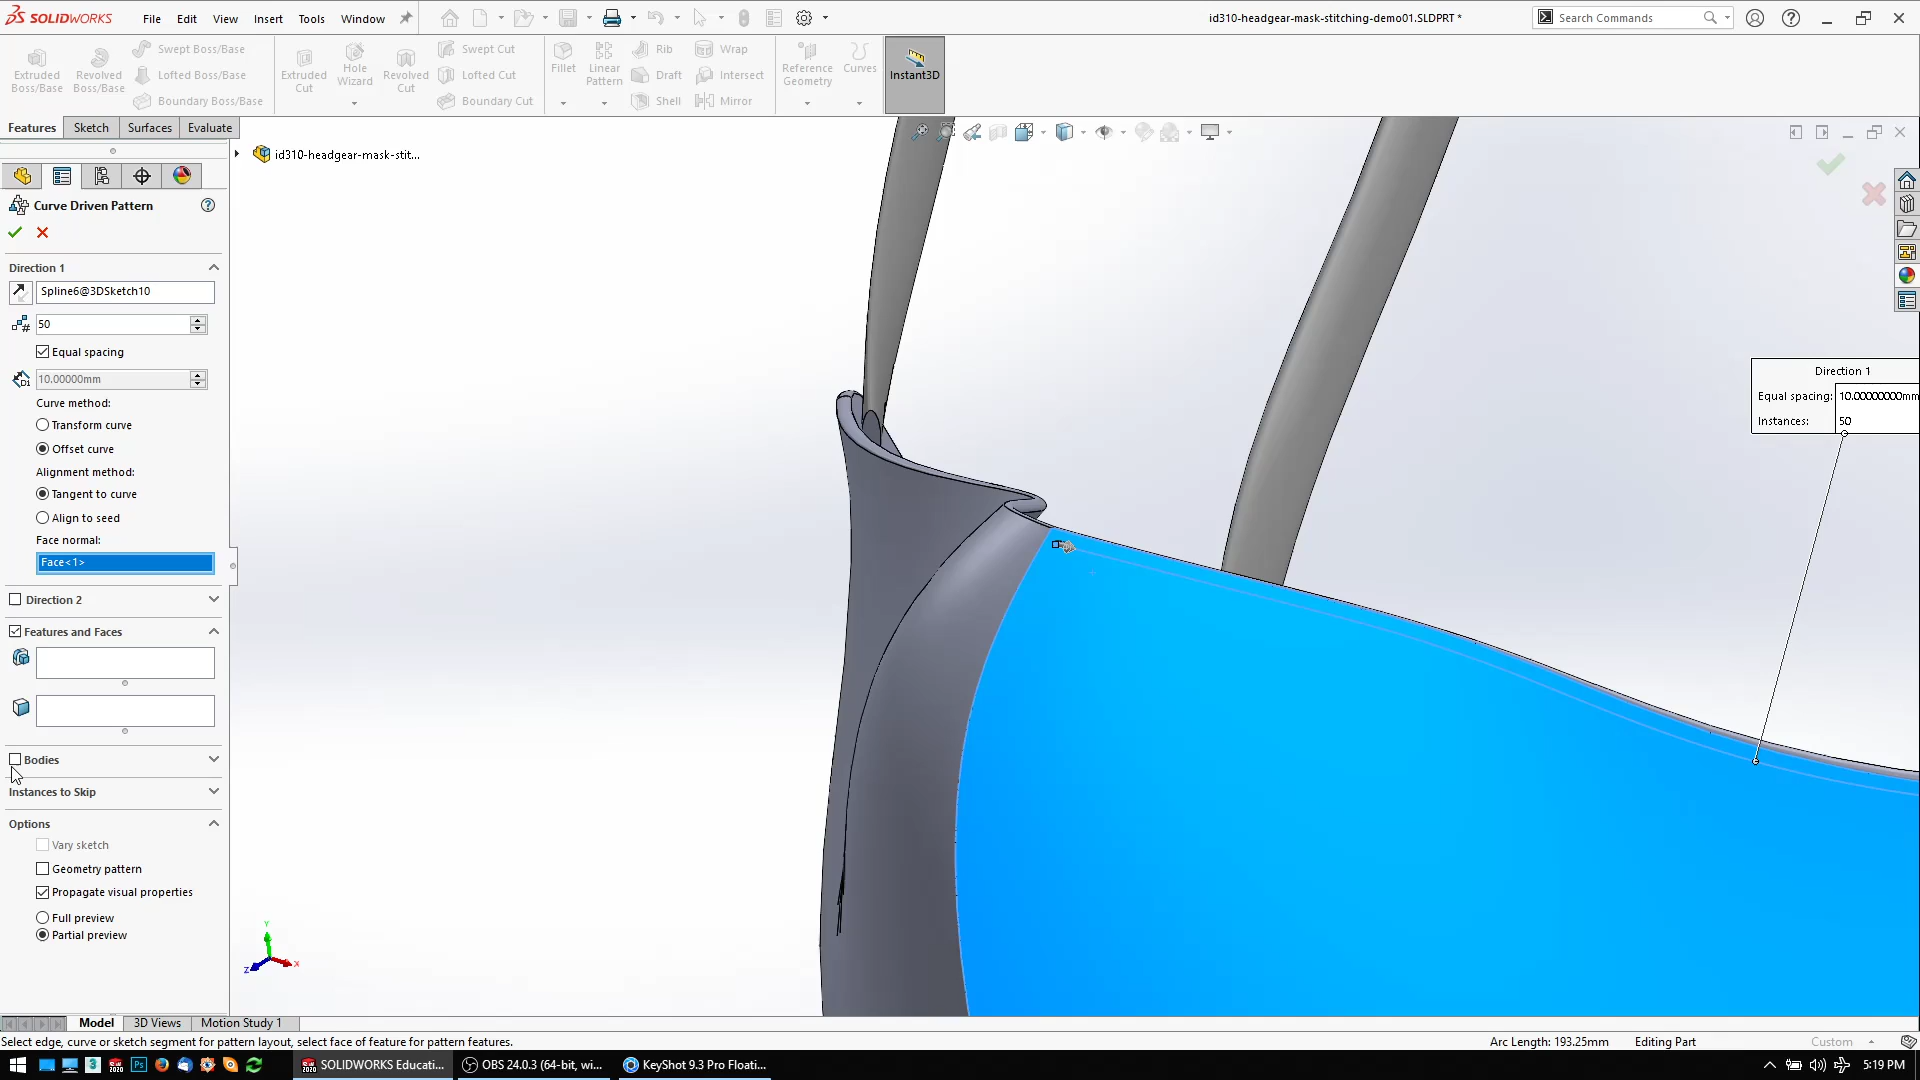 SOLIDWORKS
File
Edit
View
Insert
Tools
Window
id310-headgear-mask-stitching-demo01.SLDPRT *
Search Commands
Extruded Boss/Base
Revolved Boss/Base
Swept Boss/Base
Lofted Boss/Base
Boundary Boss/Base
Extruded Cut
Hole Wizard
Revolved Cut
Swept Cut
Lofted Cut
Boundary Cut
Fillet
Linear Pattern
Rib
Draft
Shell
Wrap
Intersect
Mirror
Reference Geometry
Curves
Instant3D
Features
Sketch
Surfaces
Evaluate
id310-headgear-mask-stit...
Curve Driven Pattern
Direction 1
Spline6@3DSketch10
50
Equal spacing
D1
10.00000mm
Curve method:
Transform curve
Offset curve
Alignment method:
Tangent to curve
Align to seed
Face normal:
Face<1>
Direction 2
Features and Faces
Bodies
Instances to Skip
Options
Vary sketch
Geometry pattern
Propagate visual properties
Full preview
Partial preview
Direction 1
Equal spacing: 10.00000000mm
Instances: 50
Y
Z
X
Model
3D Views
Motion Study 1
Select edge, curve or sketch segment for pattern layout, select face of feature for pattern features.
Arc Length: 193.25mm
Editing Part
Custom
SOLIDWORKS Educati...
OBS 24.0.3 (64-bit, wi...
KeyShot 9.3 Pro Floati...
5:19 PM